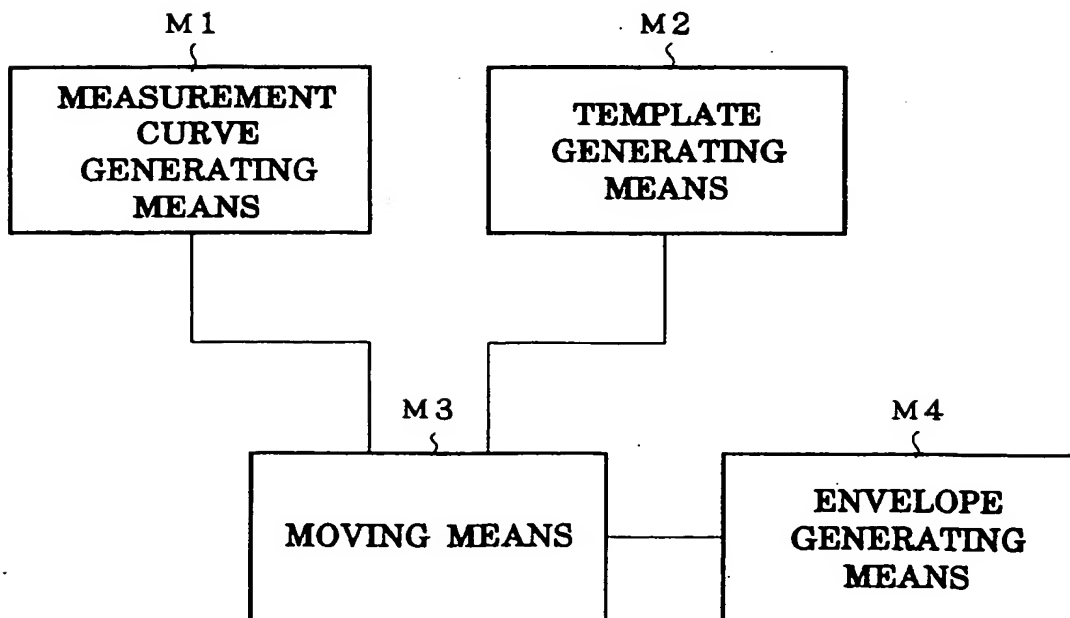 M1
MEASUREMENT
CURVE
GENERATING
MEANS
M2
TEMPLATE
GENERATING
MEANS
M3
MOVING MEANS
M4
ENVELOPE
GENERATING
MEANS